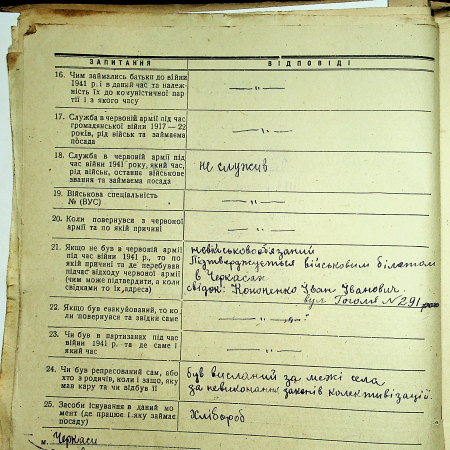 ЗАПИТАННЯ ВІДПОВІДІ
16. Чим займались батьки до війни
1941 р. і в даний час та належ-
ність їх до комуністичної пар-
тії і з якого часу
— „ —
17. Служба в червоній армії під час
громадянської війни 1917—22
років, рід військ та займаєма
посада
— „ —
18. Служба в червоній армії під
час війни 1941 року, який час,
рід військ, останнє військове
звання та займаєма посада
не служив
19. Військова спеціальність
№ (ВУС)
— „ —
20. Коли повернувся з червоної
армії та по якій причині
— „ —
21. Якщо не був в червоній армії
під час війни 1941 р., то по
якій причині та де перебував
підчас відходу червоної армії
(чим може підтвердити, а коли
свідками то їх адреса)
невійськовообязаний
Підтверджується військовим білетом
в Черкасах
свідок: Кононенко Іван Іванович.
вул. Гоголя № 291
22. Якщо був евакуйований, то ко-
ли повернувся та звідки саме
— „ —
23. Чи був в партизанах під час
війни 1941 р. та де саме і
який час
— „ —
24. Чи був репресований сам, або
хто з родичів, коли і защо, яку
мав кару та чи відбув її
був висланий за межі села
за невиконання законів колективізації.
25. Засоби існування в даний мо-
мент (де працює і яку займає
посаду)
Хлібороб
м. Черкаси